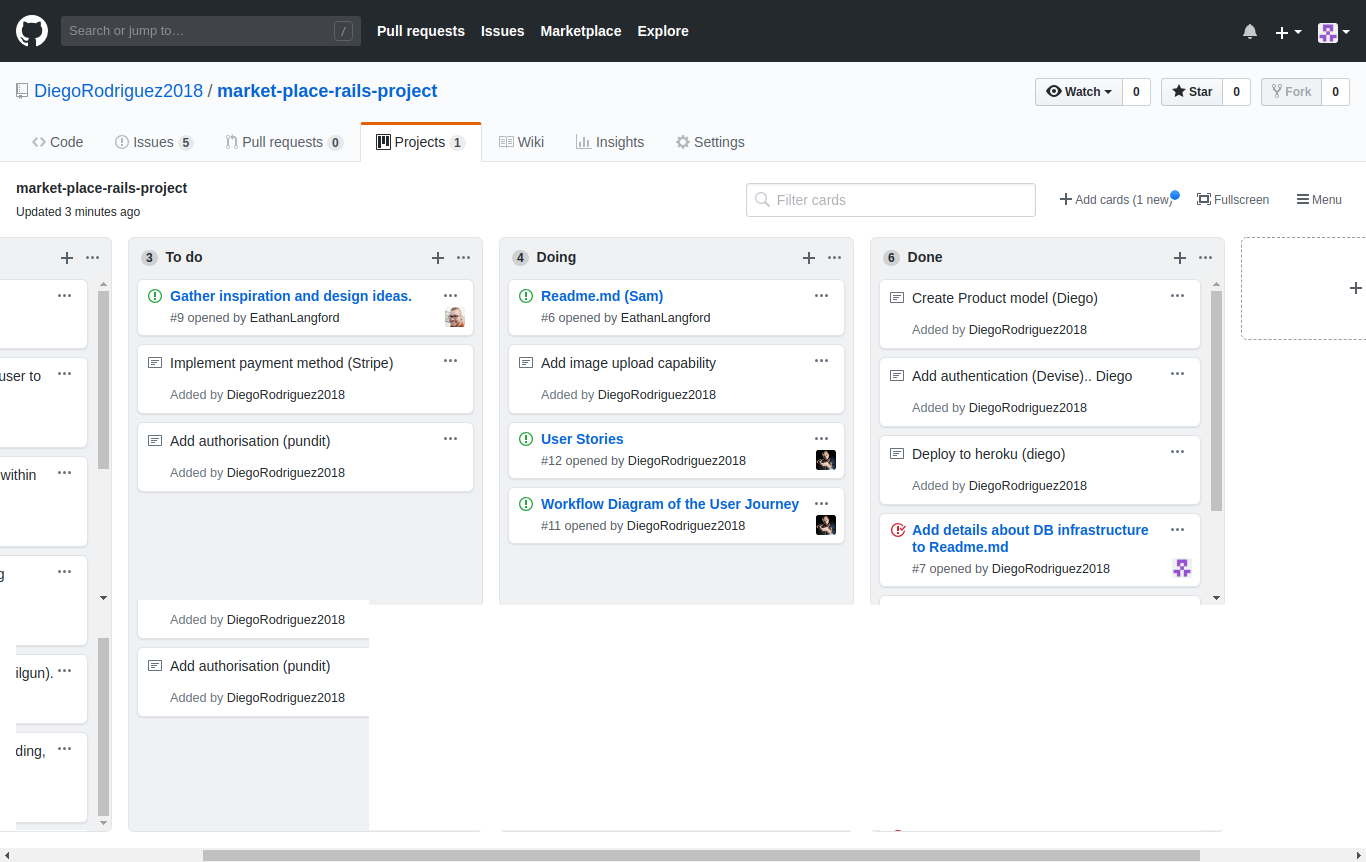 Search or jump to…
/
Pull requests Issues Marketplace Explore
DiegoRodriguez2018 / market-place-rails-project
Watch 0
Star 0
Fork 0
Code
Issues 5
Pull requests 0
Projects 1
Wiki
Insights
Settings
market-place-rails-project
Updated 3 minutes ago
Filter cards
Add cards (1 new)
Fullscreen
Menu
user to
within
g
ilgun).
ding,
3 To do
Gather inspiration and design ideas.
#9 opened by EathanLangford
Implement payment method (Stripe)
Added by DiegoRodriguez2018
Add authorisation (pundit)
Added by DiegoRodriguez2018
Added by DiegoRodriguez2018
Add authorisation (pundit)
Added by DiegoRodriguez2018
4 Doing
Readme.md (Sam)
#6 opened by EathanLangford
Add image upload capability
Added by DiegoRodriguez2018
User Stories
#12 opened by DiegoRodriguez2018
Workflow Diagram of the User Journey
#11 opened by DiegoRodriguez2018
6 Done
Create Product model (Diego)
Added by DiegoRodriguez2018
Add authentication (Devise).. Diego
Added by DiegoRodriguez2018
Deploy to heroku (diego)
Added by DiegoRodriguez2018
Add details about DB infrastructure
to Readme.md
#7 opened by DiegoRodriguez2018